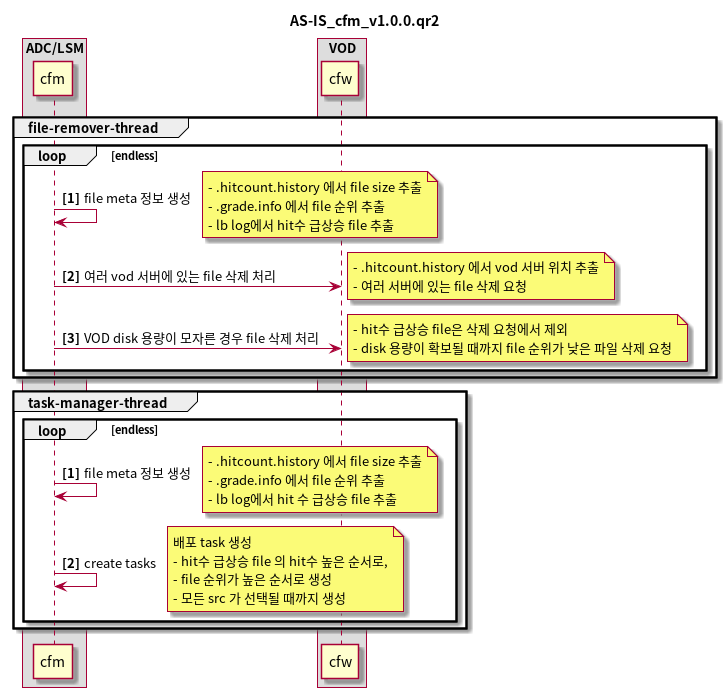 AS-IS_cfm_v1.0.0.qr2
ADC/LSM
VOD
cfm
cfw
file-remover-thread
loop
[endless]
[1] file meta 정보 생성
- .hitcount.history 에서 file size 추출
- .grade.info 에서 file 순위 추출
- lb log에서 hit수 급상승 file 추출
[2] 여러 vod 서버에 있는 file 삭제 처리
- .hitcount.history 에서 vod 서버 위치 추출
- 여러 서버에 있는 file 삭제 요청
[3] VOD disk 용량이 모자른 경우 file 삭제 처리
- hit수 급상승 file은 삭제 요청에서 제외
- disk 용량이 확보될 때까지 file 순위가 낮은 파일 삭제 요청
task-manager-thread
loop
[endless]
[1] file meta 정보 생성
- .hitcount.history 에서 file size 추출
- .grade.info 에서 file 순위 추출
- lb log에서 hit 수 급상승 file 추출
[2] create tasks
배포 task 생성
- hit수 급상승 file 의 hit수 높은 순서로,
- file 순위가 높은 순서로 생성
- 모든 src 가 선택될 때까지 생성
cfm
cfw